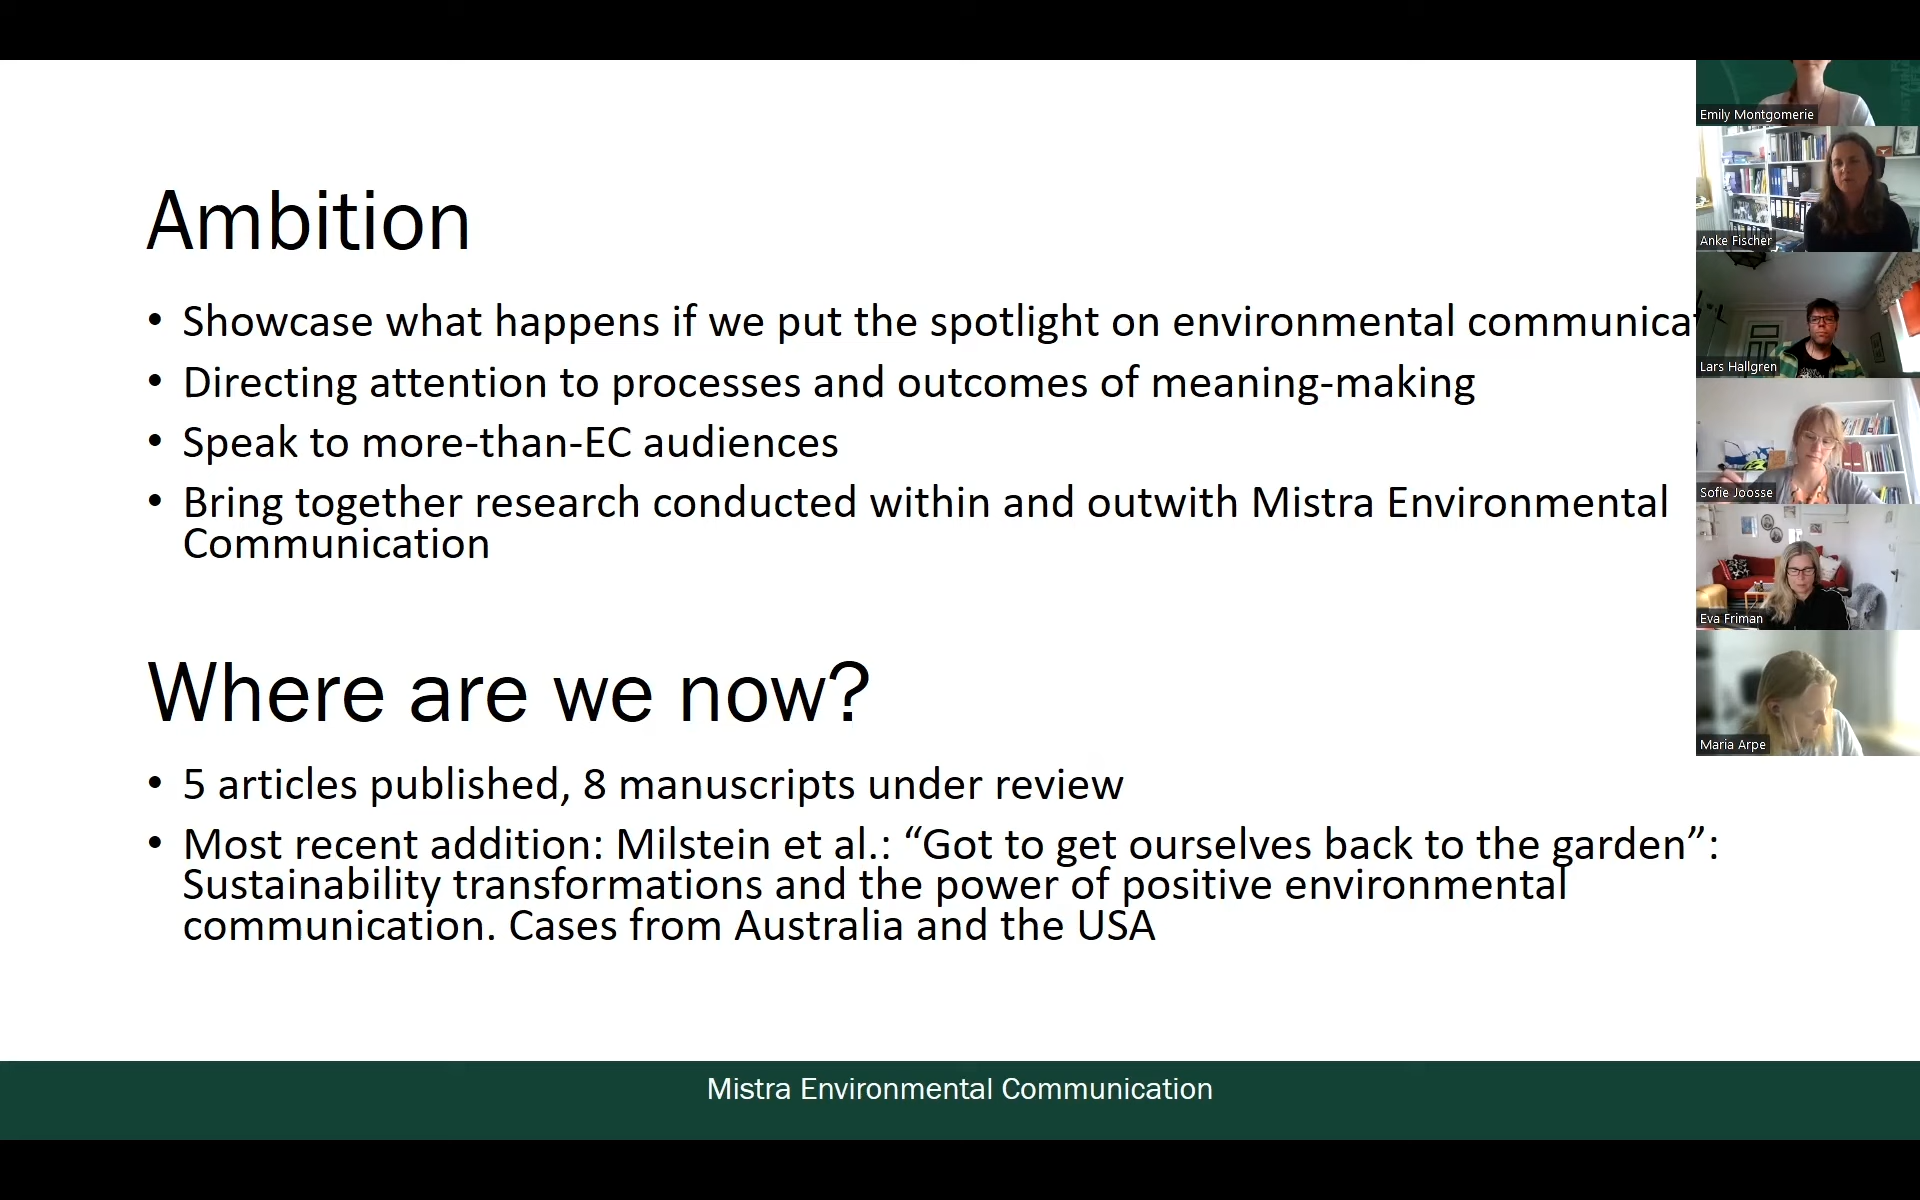 Ambition
• Showcase what happens if we put the spotlight on environmental communica
• Directing attention to processes and outcomes of meaning-making
• Speak to more-than-EC audiences
• Bring together research conducted within and outwith Mistra Environmental
Communication
Where are we now?
• 5 articles published, 8 manuscripts under review
• Most recent addition: Milstein et al.: “Got to get ourselves back to the garden”:
Sustainability transformations and the power of positive environmental
communication. Cases from Australia and the USA
Mistra Environmental Communication
Emily Montgomerie
Anke Fischer
Lars Hallgren
Sofie Joosse
Eva Friman
Maria Arpe